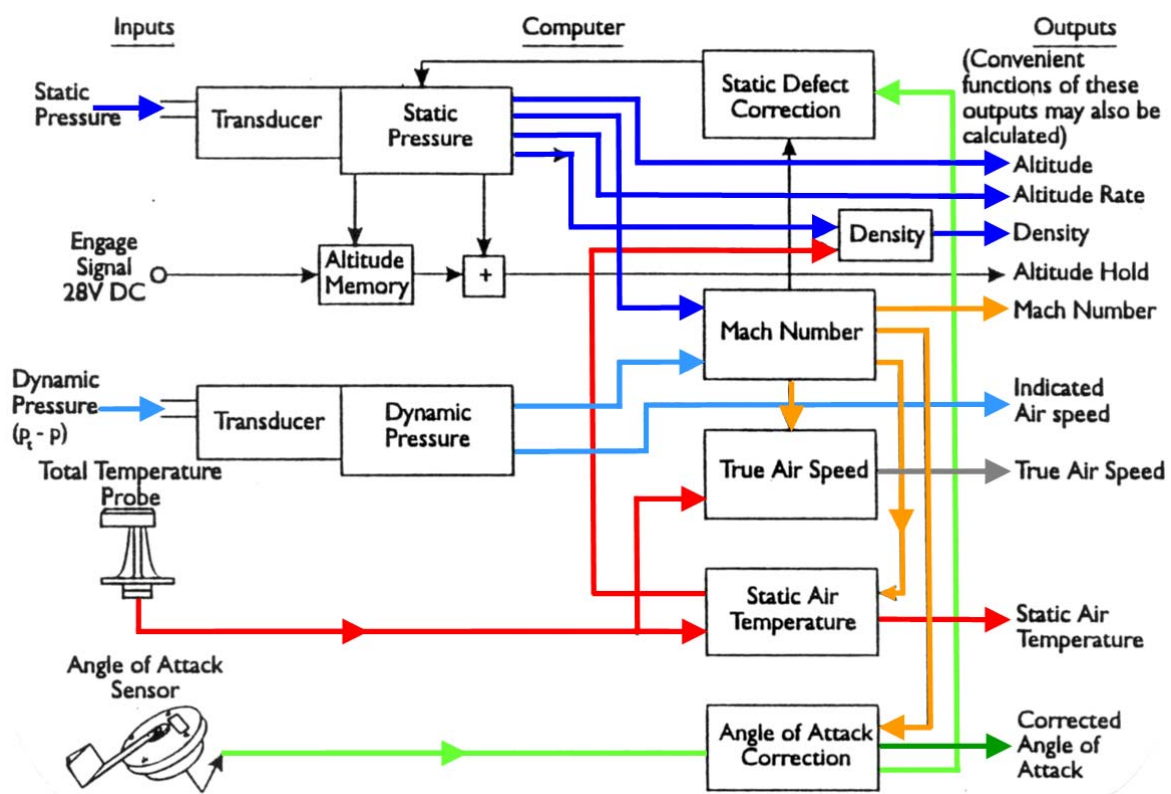 Inputs
Computer
Outputs
(Convenient
functions of these
outputs may also be
calculated)
Static
Pressure
Transducer
Static
Pressure
Static Defect
Correction
Altitude
Altitude Rate
Density
Density
Engage
Signal
28V DC
Altitude
Memory
+
Altitude Hold
Mach Number
Mach Number
Dynamic
Pressure
(pt - p)
Transducer
Dynamic
Pressure
Indicated
Air speed
True Air Speed
True Air Speed
Total Temperature
Probe
Static Air
Temperature
Static Air
Temperature
Angle of Attack
Sensor
Angle of Attack
Correction
Corrected
Angle of
Attack